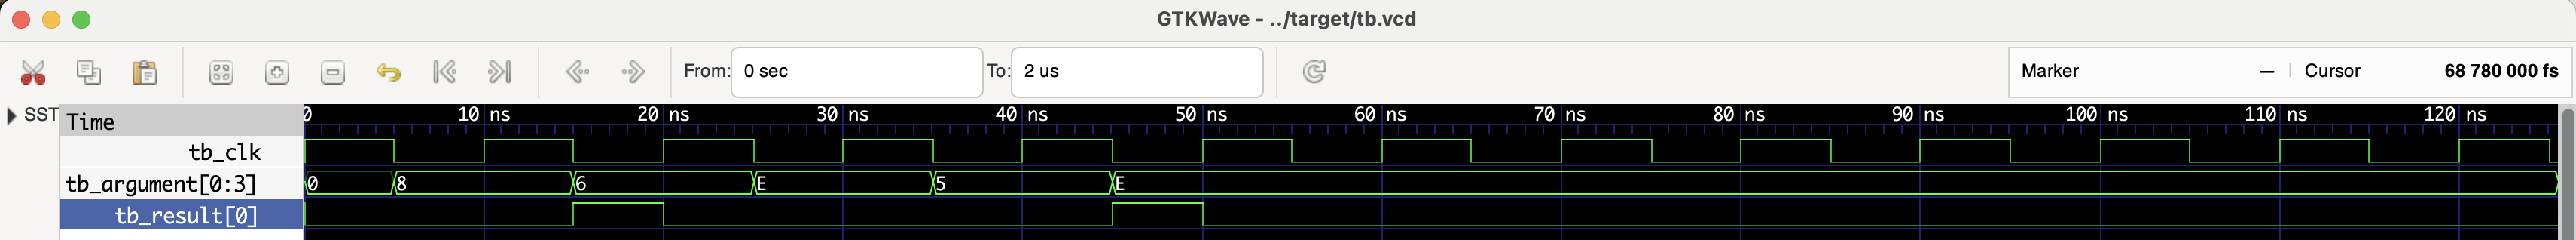 GTKWave - ../target/tb.vcd
From: 0 sec To: 2 us Marker — | Cursor 68 780 000 fs
SST Time 0 10 ns 20 ns 30 ns 40 ns 50 ns 60 ns 70 ns 80 ns 90 ns 100 ns 110 ns 120 ns
tb_clk
tb_argument[0:3] 0 8 6 E 5 E
tb_result[0]